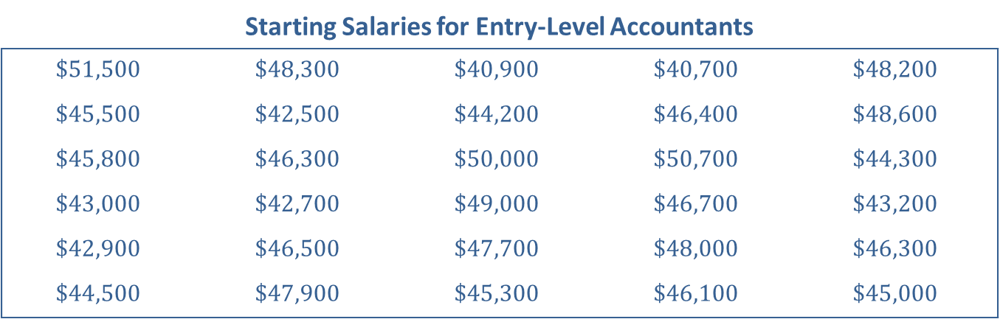 Starting Salaries for Entry-Level Accountants
$51,500 $48,300 $40,900 $40,700 $48,200
$45,500 $42,500 $44,200 $46,400 $48,600
$45,800 $46,300 $50,000 $50,700 $44,300
$43,000 $42,700 $49,000 $46,700 $43,200
$42,900 $46,500 $47,700 $48,000 $46,300
$44,500 $47,900 $45,300 $46,100 $45,000